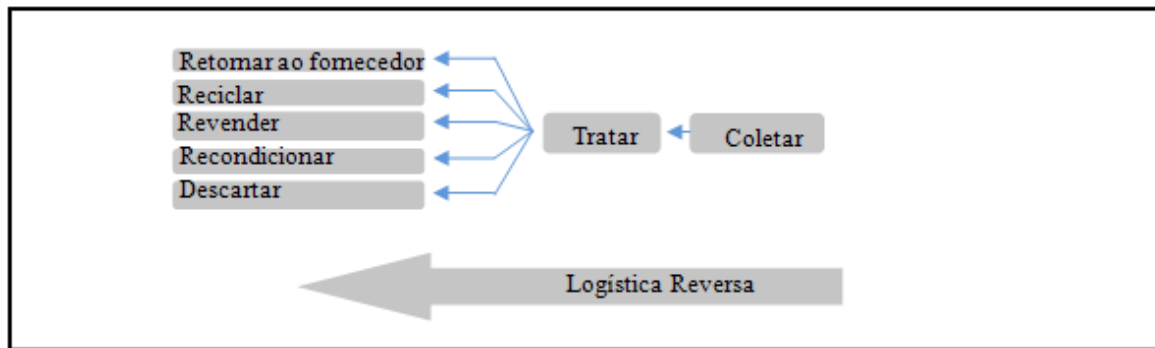 Retomar ao fomecedor
Reciclar
Revender
Recondicionar
Descartar
Tratar
Coletar
Logística Reversa